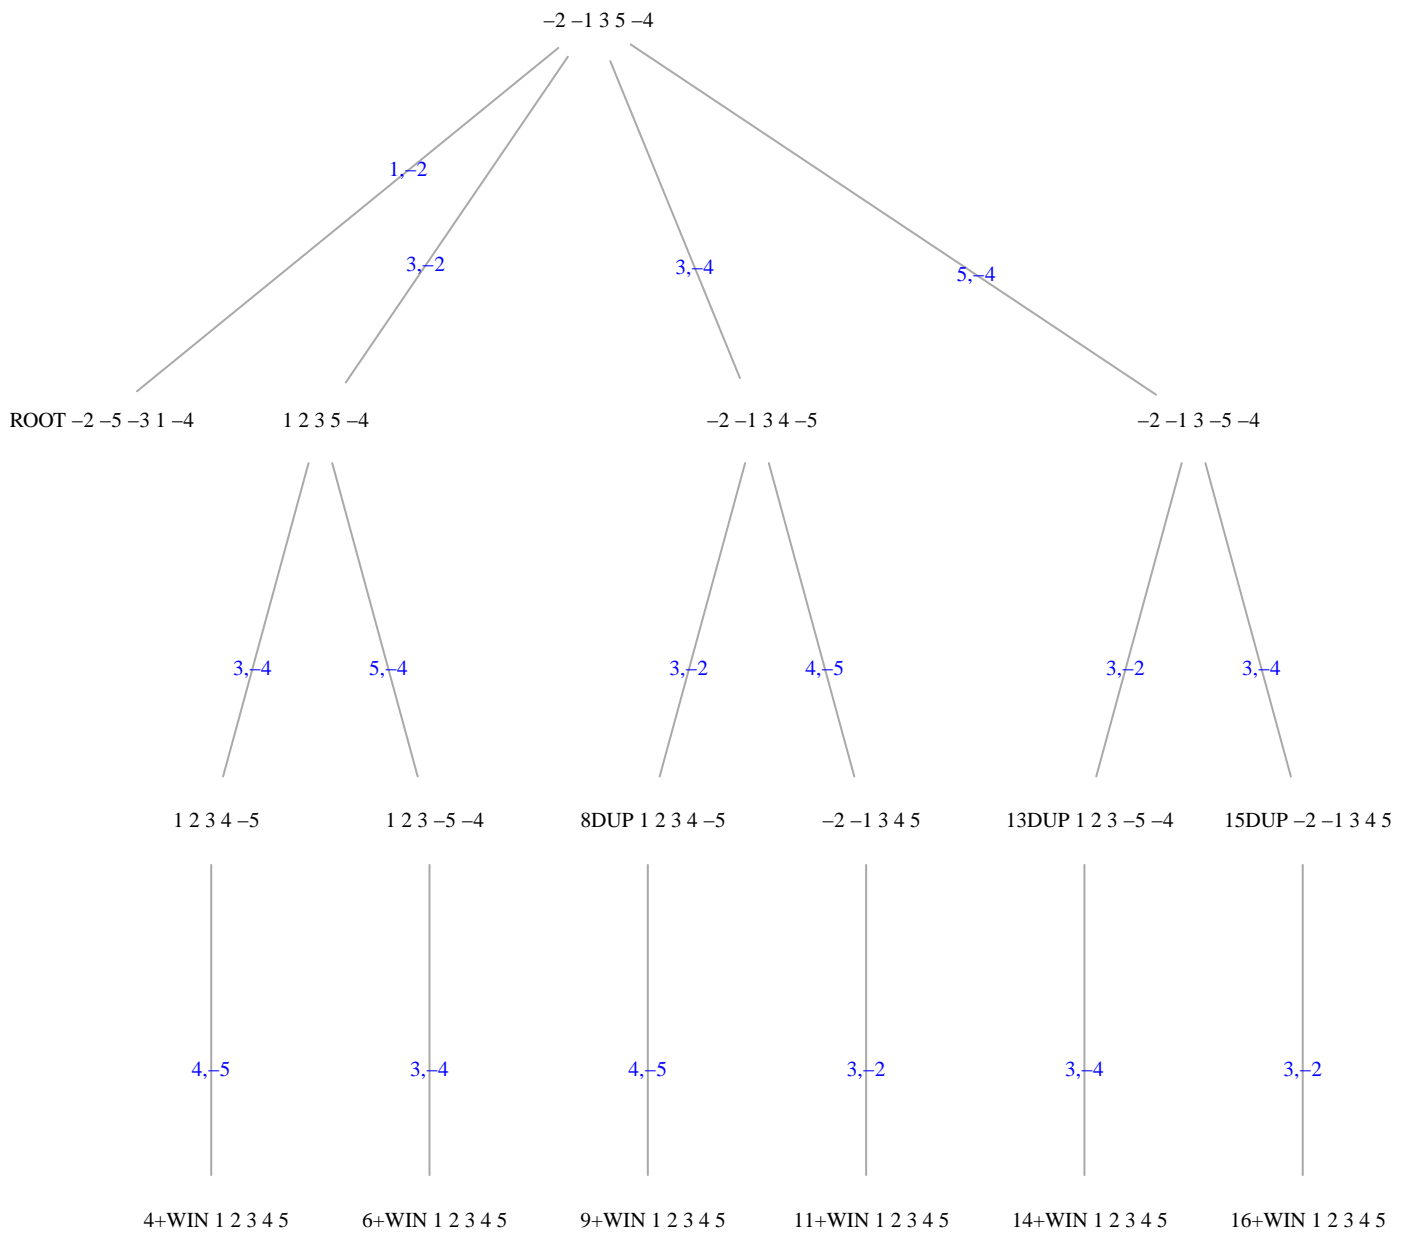 –2 –1 3 5 –4
1,–2
3,–2
3,–4
5,–4
ROOT –2 –5 –3 1 –4
1 2 3 5 –4
–2 –1 3 4 –5
–2 –1 3 –5 –4
3,–4
5,–4
3,–2
4,–5
3,–2
3,–4
1 2 3 4 –5
1 2 3 –5 –4
8DUP 1 2 3 4 –5
–2 –1 3 4 5
13DUP 1 2 3 –5 –4
15DUP –2 –1 3 4 5
4,–5
3,–4
4,–5
3,–2
3,–4
3,–2
4+WIN 1 2 3 4 5
6+WIN 1 2 3 4 5
9+WIN 1 2 3 4 5
11+WIN 1 2 3 4 5
14+WIN 1 2 3 4 5
16+WIN 1 2 3 4 5